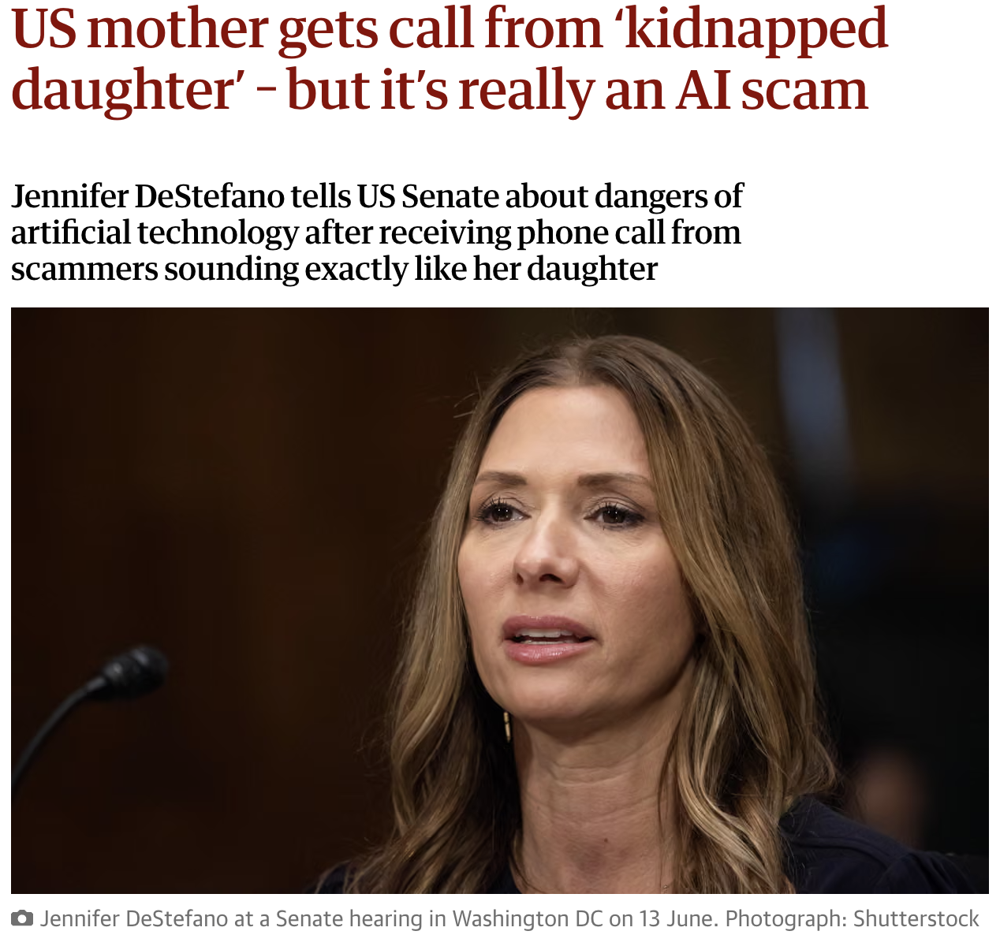 US mother gets call from ‘kidnapped
daughter’ – but it’s really an AI scam
Jennifer DeStefano tells US Senate about dangers of
artificial technology after receiving phone call from
scammers sounding exactly like her daughter
Jennifer DeStefano at a Senate hearing in Washington DC on 13 June. Photograph: Shutterstock